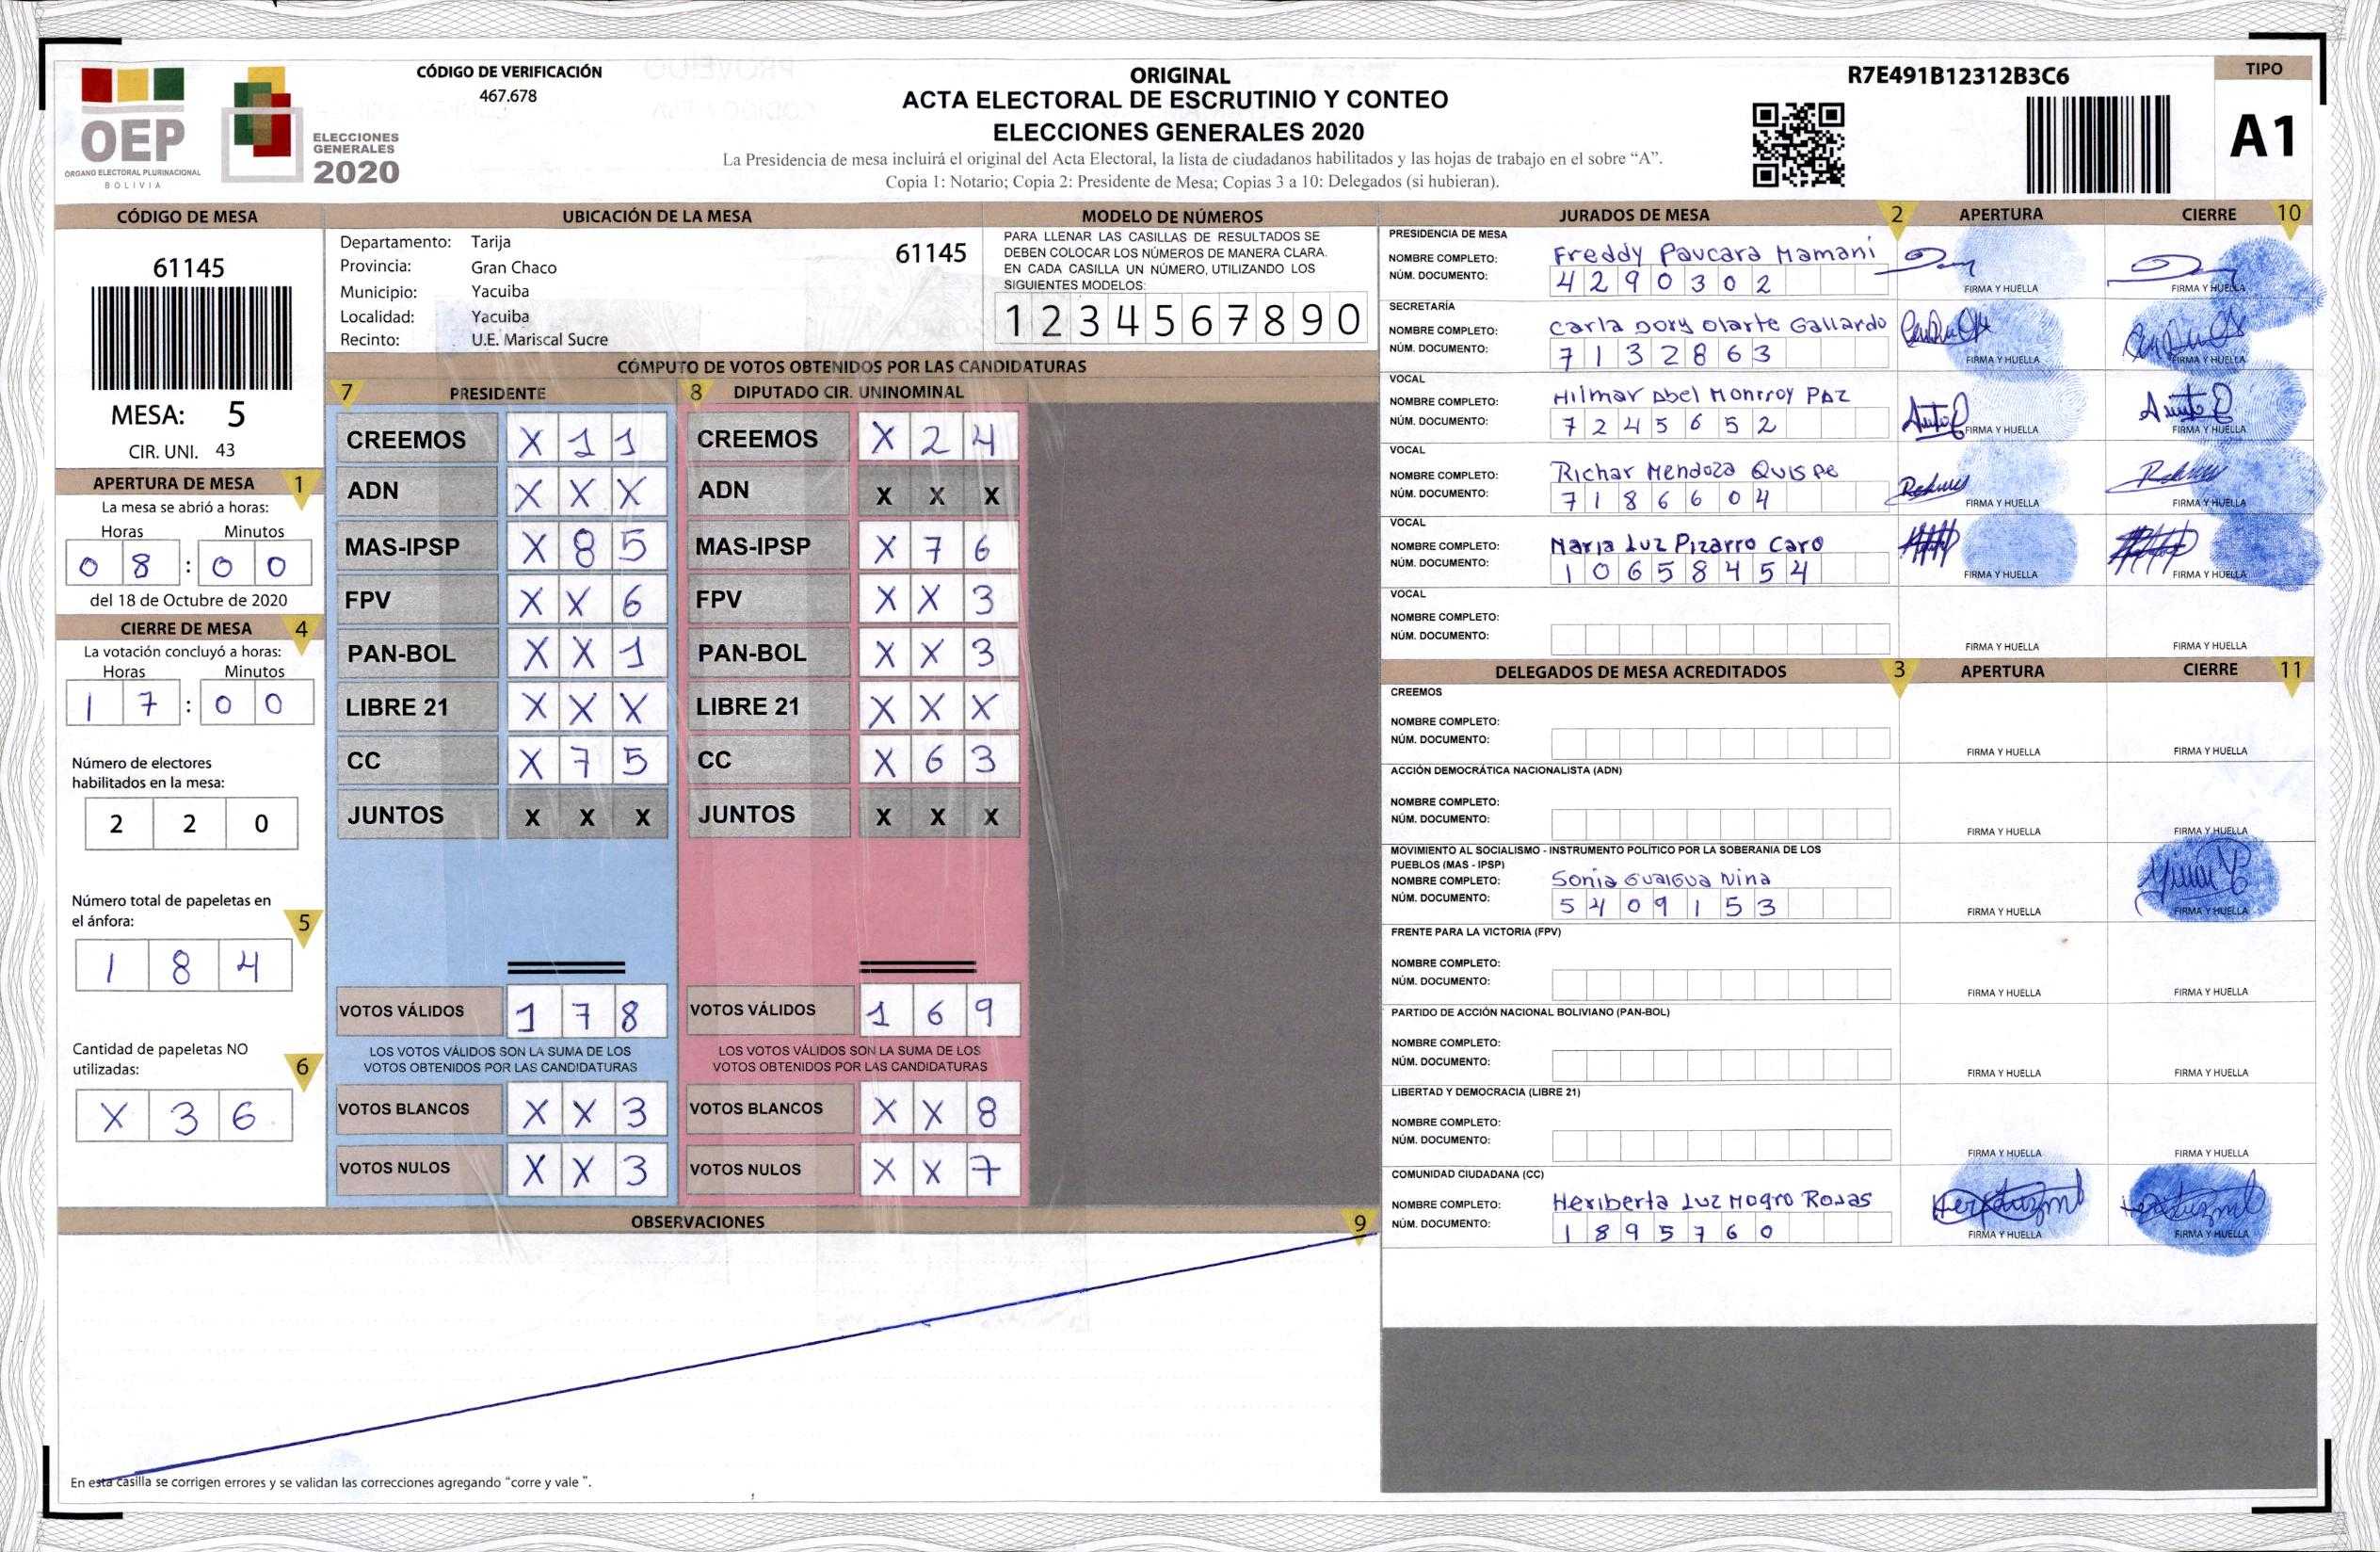 OEP
ÓRGANO ELECTORAL PLURINACIONAL
BOLIVIA
ELECCIONES
GENERALES
2020
CÓDIGO DE VERIFICACIÓN
467.678
ORIGINAL
ACTA ELECTORAL DE ESCRUTINIO Y CONTEO
ELECCIONES GENERALES 2020
La Presidencia de mesa incluirá el original del Acta Electoral, la lista de ciudadanos habilitados y las hojas de trabajo en el sobre “A”.
Copia 1: Notario; Copia 2: Presidente de Mesa; Copias 3 a 10: Delegados (si hubieran).
R7E491B12312B3C6
TIPO
A1
CÓDIGO DE MESA
61145
MESA: 5
CIR. UNI. 43
APERTURA DE MESA 1
La mesa se abrió a horas:
Horas Minutos
0 8 : 0 0
del 18 de Octubre de 2020
CIERRE DE MESA 4
La votación concluyó a horas:
Horas Minutos
1 7 : 0 0
Número de electores
habilitados en la mesa:
2 2 0
Número total de papeletas en
el ánfora: 5
1 8 4
Cantidad de papeletas NO
utilizadas: 6
X 3 6
UBICACIÓN DE LA MESA
Departamento: Tarija
Provincia: Gran Chaco
Municipio: Yacuiba
Localidad: Yacuiba
Recinto: U.E. Mariscal Sucre
61145
MODELO DE NÚMEROS
PARA LLENAR LAS CASILLAS DE RESULTADOS SE
DEBEN COLOCAR LOS NÚMEROS DE MANERA CLARA.
EN CADA CASILLA UN NÚMERO, UTILIZANDO LOS
SIGUIENTES MODELOS:
1 2 3 4 5 6 7 8 9 0
CÓMPUTO DE VOTOS OBTENIDOS POR LAS CANDIDATURAS
7 PRESIDENTE
CREEMOS X 1 1
ADN X X X
MAS-IPSP X 8 5
FPV X X 6
PAN-BOL X X 1
LIBRE 21 X X X
CC X 7 5
JUNTOS X X X
VOTOS VÁLIDOS 1 7 8
LOS VOTOS VÁLIDOS SON LA SUMA DE LOS
VOTOS OBTENIDOS POR LAS CANDIDATURAS
VOTOS BLANCOS X X 3
VOTOS NULOS X X 3
8 DIPUTADO CIR. UNINOMINAL
CREEMOS X 2 4
ADN X X X
MAS-IPSP X 7 6
FPV X X 3
PAN-BOL X X 3
LIBRE 21 X X X
CC X 6 3
JUNTOS X X X
VOTOS VÁLIDOS 1 6 9
LOS VOTOS VÁLIDOS SON LA SUMA DE LOS
VOTOS OBTENIDOS POR LAS CANDIDATURAS
VOTOS BLANCOS X X 8
VOTOS NULOS X X 7
OBSERVACIONES 9
En esta casilla se corrigen errores y se validan las correcciones agregando “corre y vale”.
JURADOS DE MESA 2 APERTURA CIERRE 10
PRESIDENCIA DE MESA
NOMBRE COMPLETO: Freddy Paucara Mamani
NÚM. DOCUMENTO: 4290302
FIRMA Y HUELLA FIRMA Y HUELLA
SECRETARÍA
NOMBRE COMPLETO: Carla Dory Olarte Gallardo
NÚM. DOCUMENTO: 7132863
FIRMA Y HUELLA FIRMA Y HUELLA
VOCAL
NOMBRE COMPLETO: Hilmar Abel Monrroy PAZ
NÚM. DOCUMENTO: 7245652
FIRMA Y HUELLA FIRMA Y HUELLA
VOCAL
NOMBRE COMPLETO: Richar Mendoza Quispe
NÚM. DOCUMENTO: 7186604
FIRMA Y HUELLA FIRMA Y HUELLA
VOCAL
NOMBRE COMPLETO: Maria Luz Pizarro Caro
NÚM. DOCUMENTO: 10658454
FIRMA Y HUELLA FIRMA Y HUELLA
VOCAL
NOMBRE COMPLETO:
NÚM. DOCUMENTO:
FIRMA Y HUELLA FIRMA Y HUELLA
DELEGADOS DE MESA ACREDITADOS 3 APERTURA CIERRE 11
CREEMOS
NOMBRE COMPLETO:
NÚM. DOCUMENTO:
FIRMA Y HUELLA FIRMA Y HUELLA
ACCIÓN DEMOCRÁTICA NACIONALISTA (ADN)
NOMBRE COMPLETO:
NÚM. DOCUMENTO:
FIRMA Y HUELLA FIRMA Y HUELLA
MOVIMIENTO AL SOCIALISMO - INSTRUMENTO POLÍTICO POR LA SOBERANIA DE LOS
PUEBLOS (MAS - IPSP)
NOMBRE COMPLETO: Sonia Gualgua Nina
NÚM. DOCUMENTO: 5409153
FIRMA Y HUELLA FIRMA Y HUELLA
FRENTE PARA LA VICTORIA (FPV)
NOMBRE COMPLETO:
NÚM. DOCUMENTO:
FIRMA Y HUELLA FIRMA Y HUELLA
PARTIDO DE ACCIÓN NACIONAL BOLIVIANO (PAN-BOL)
NOMBRE COMPLETO:
NÚM. DOCUMENTO:
FIRMA Y HUELLA FIRMA Y HUELLA
LIBERTAD Y DEMOCRACIA (LIBRE 21)
NOMBRE COMPLETO:
NÚM. DOCUMENTO:
FIRMA Y HUELLA FIRMA Y HUELLA
COMUNIDAD CIUDADANA (CC)
NOMBRE COMPLETO: Heriberta Luz Mogro Rojas
NÚM. DOCUMENTO: 1895760
FIRMA Y HUELLA FIRMA Y HUELLA